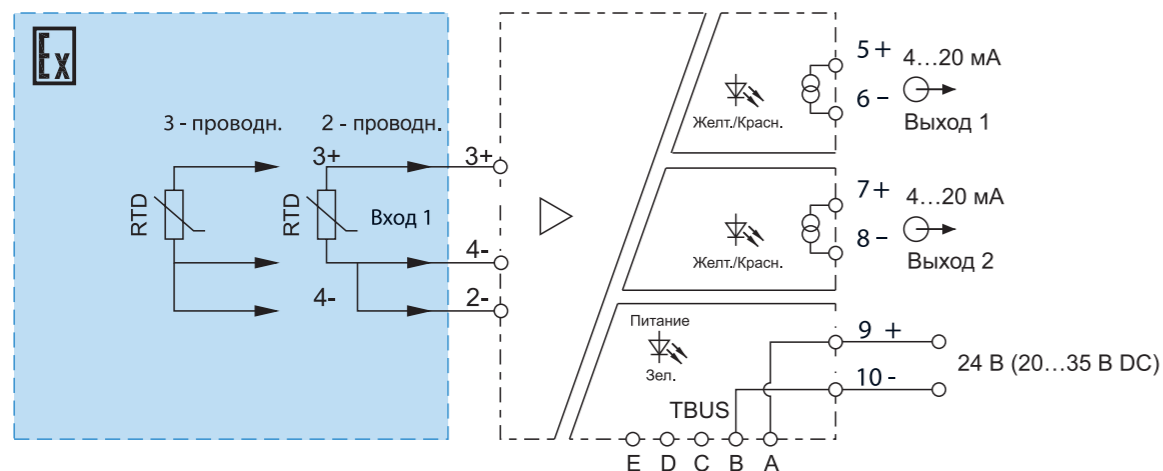 Ex
3 - проводн.
2 - проводн.
RTD
3+
RTD
Вход 1
4-
3+
4-
2-
Желт./Красн.
5 +
6 –
4...20 мА
Выход 1
Желт./Красн.
7 +
8 –
4...20 мА
Выход 2
Питание
Зел.
9 +
10 -
24 В (20...35 В DC)
TBUS
E D C B A